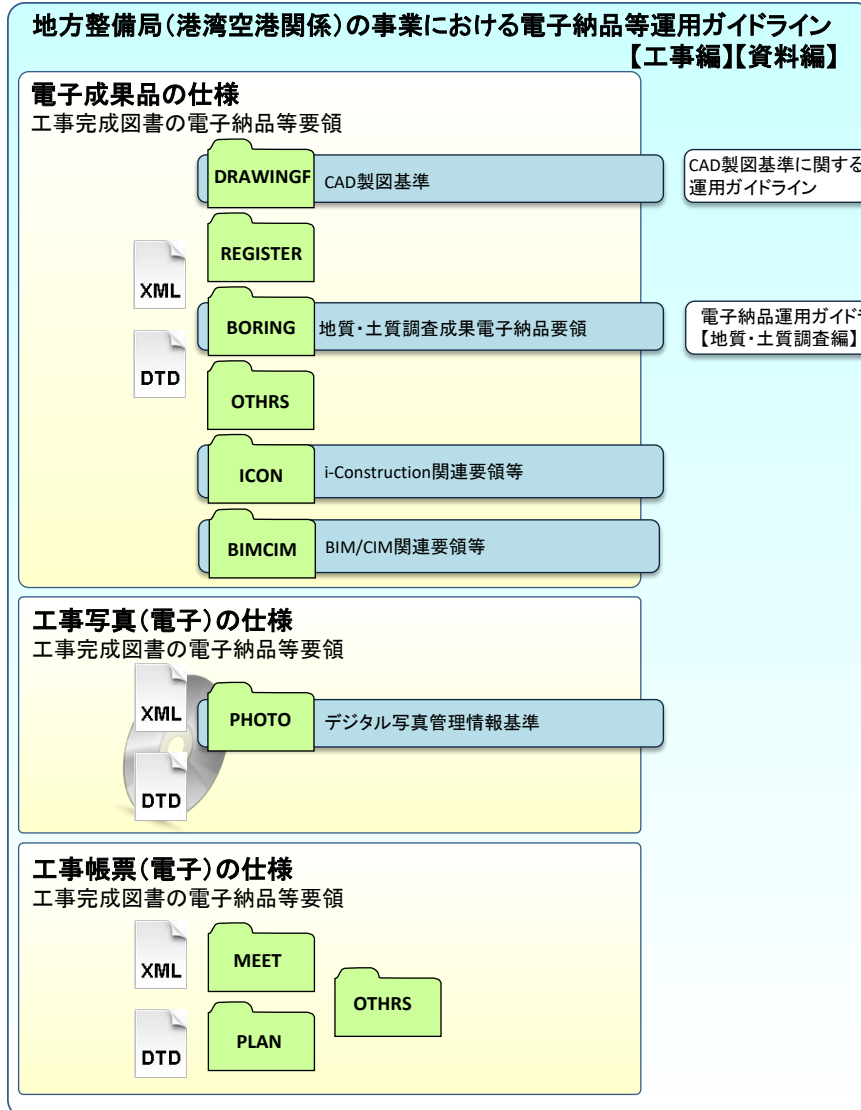 地方整備局(港湾空港関係)の事業における電子納品等運用ガイドライン
【工事編】【資料編】
電子成果品の仕様
工事完成図書の電子納品等要領
DRAWINGF
CAD製図基準
CAD製図基準に関する
運用ガイドライン
REGISTER
XML
BORING
地質・土質調査成果電子納品要領
電子納品運用ガイド
【地質・土質調査編】
DTD
OTHRS
ICON
i-Construction関連要領等
BIMCIM
BIM/CIM関連要領等
工事写真(電子)の仕様
工事完成図書の電子納品等要領
XML
PHOTO
デジタル写真管理情報基準
DTD
工事帳票(電子)の仕様
工事完成図書の電子納品等要領
XML
MEET
OTHRS
DTD
PLAN